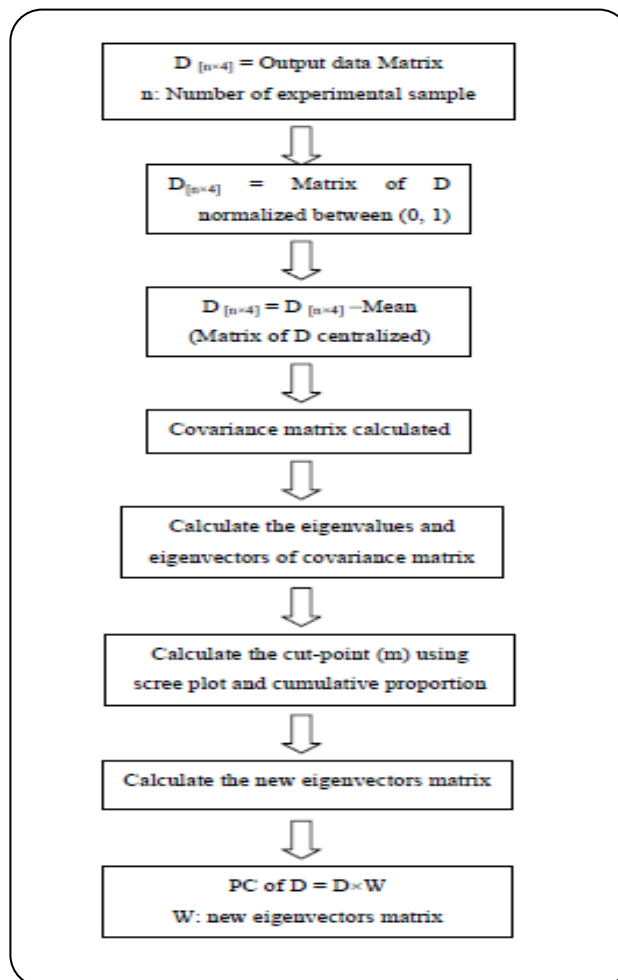 D [n×4] = Output data Matrix
n: Number of experimental sample
D[n×4] = Matrix of D
normalized between (0, 1)
D [n×4] = D [n×4] –Mean
(Matrix of D centralized)
Covariance matrix calculated
Calculate the eigenvalues and
eigenvectors of covariance matrix
Calculate the cut-point (m) using
scree plot and cumulative proportion
Calculate the new eigenvectors matrix
PC of D = D×W
W: new eigenvectors matrix